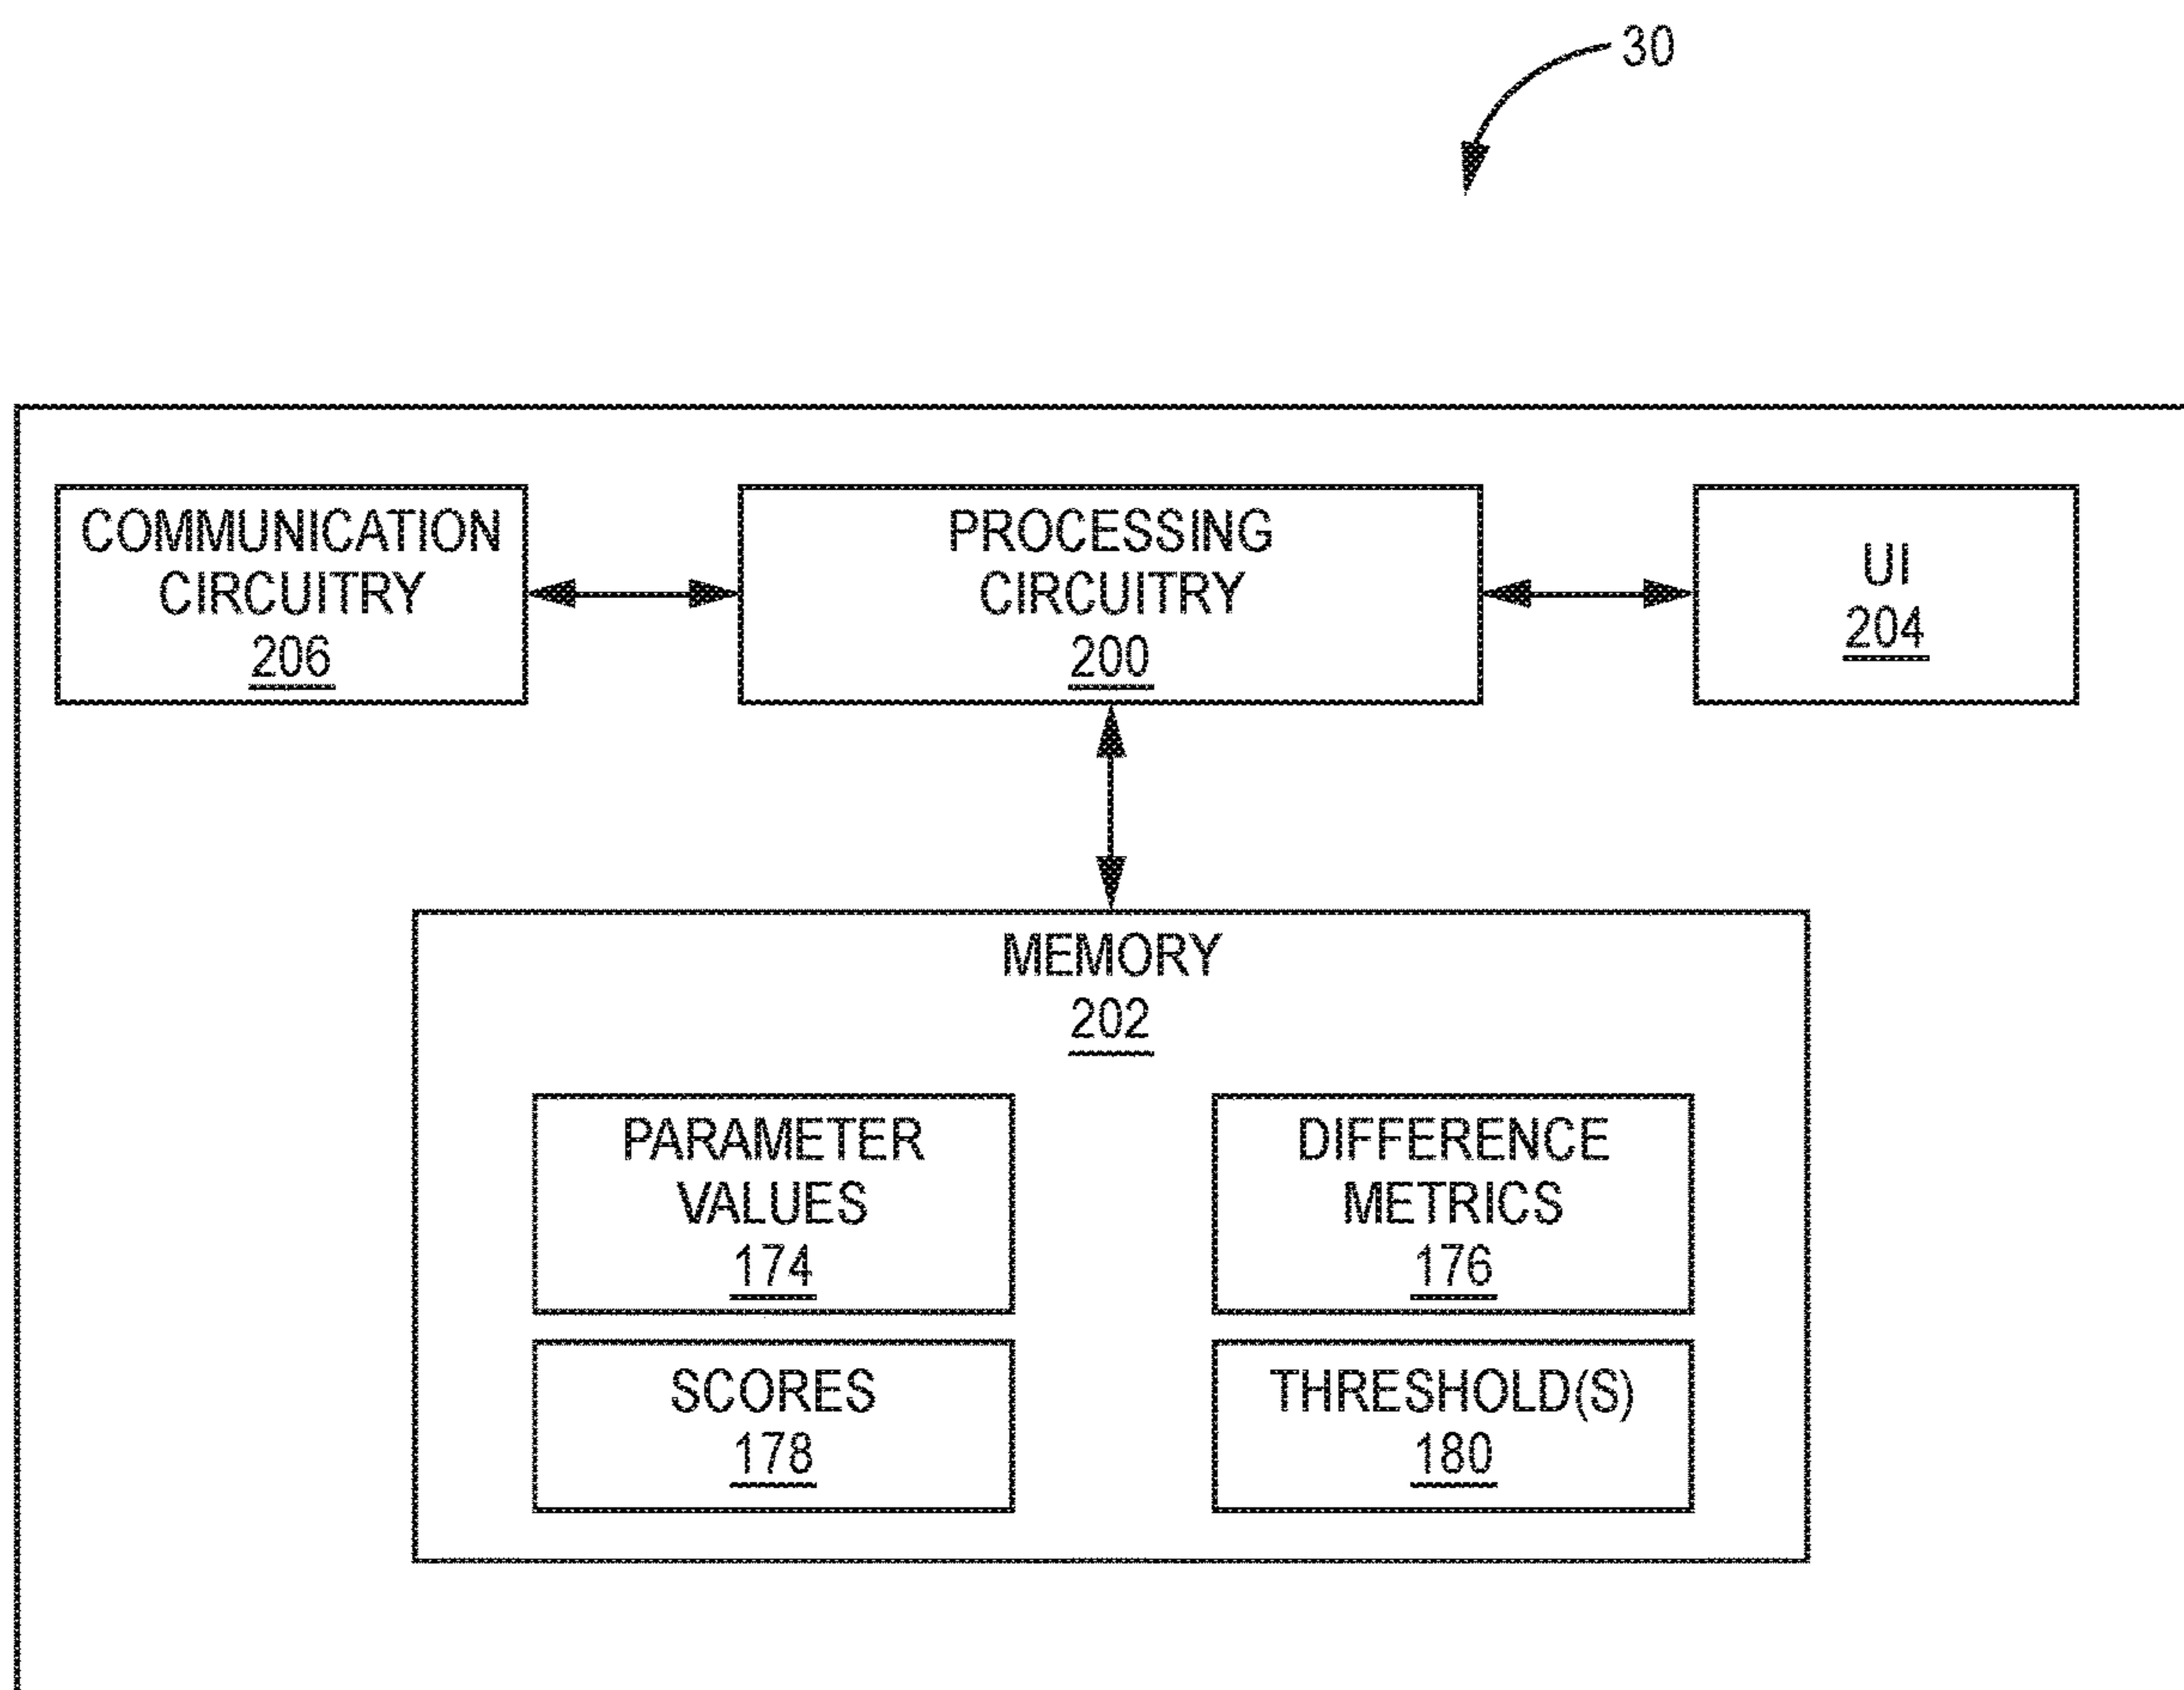 30
COMMUNICATION
CIRCUITRY
206
PROCESSING
CIRCUITRY
200
UI
204
MEMORY
202
PARAMETER
VALUES
174
DIFFERENCE
METRICS
176
SCORES
178
THRESHOLD(S)
180